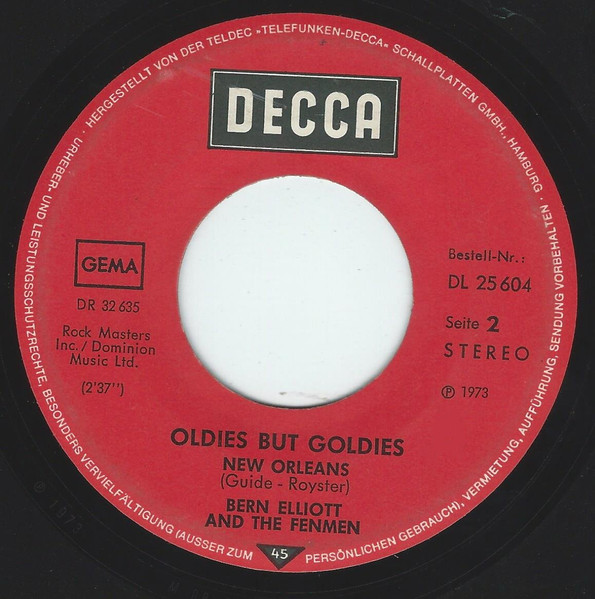 · HERGESTELLT VON DER TELDEC »TELEFUNKEN-DECCA« SCHALLPLATTEN GMBH., HAMBURG ·
URHEBER- UND LEISTUNGSSCHUTZRECHTE, BESONDERS VERVIELFÄLTIGUNG (AUSSER ZUM PERSÖNLICHEN GEBRAUCH), VERMIETUNG, AUFFÜHRUNG, SENDUNG VORBEHALTEN
DECCA
GEMA
DR 32 635
Rock Masters
Inc./ Dominion
Music Ltd.
(2'37'')
Bestell-Nr.:
DL 25 604
Seite 2
STEREO
℗ 1973
OLDIES BUT GOLDIES
NEW ORLEANS
(Guide - Royster)
BERN ELLIOTT
AND THE FENMEN
45